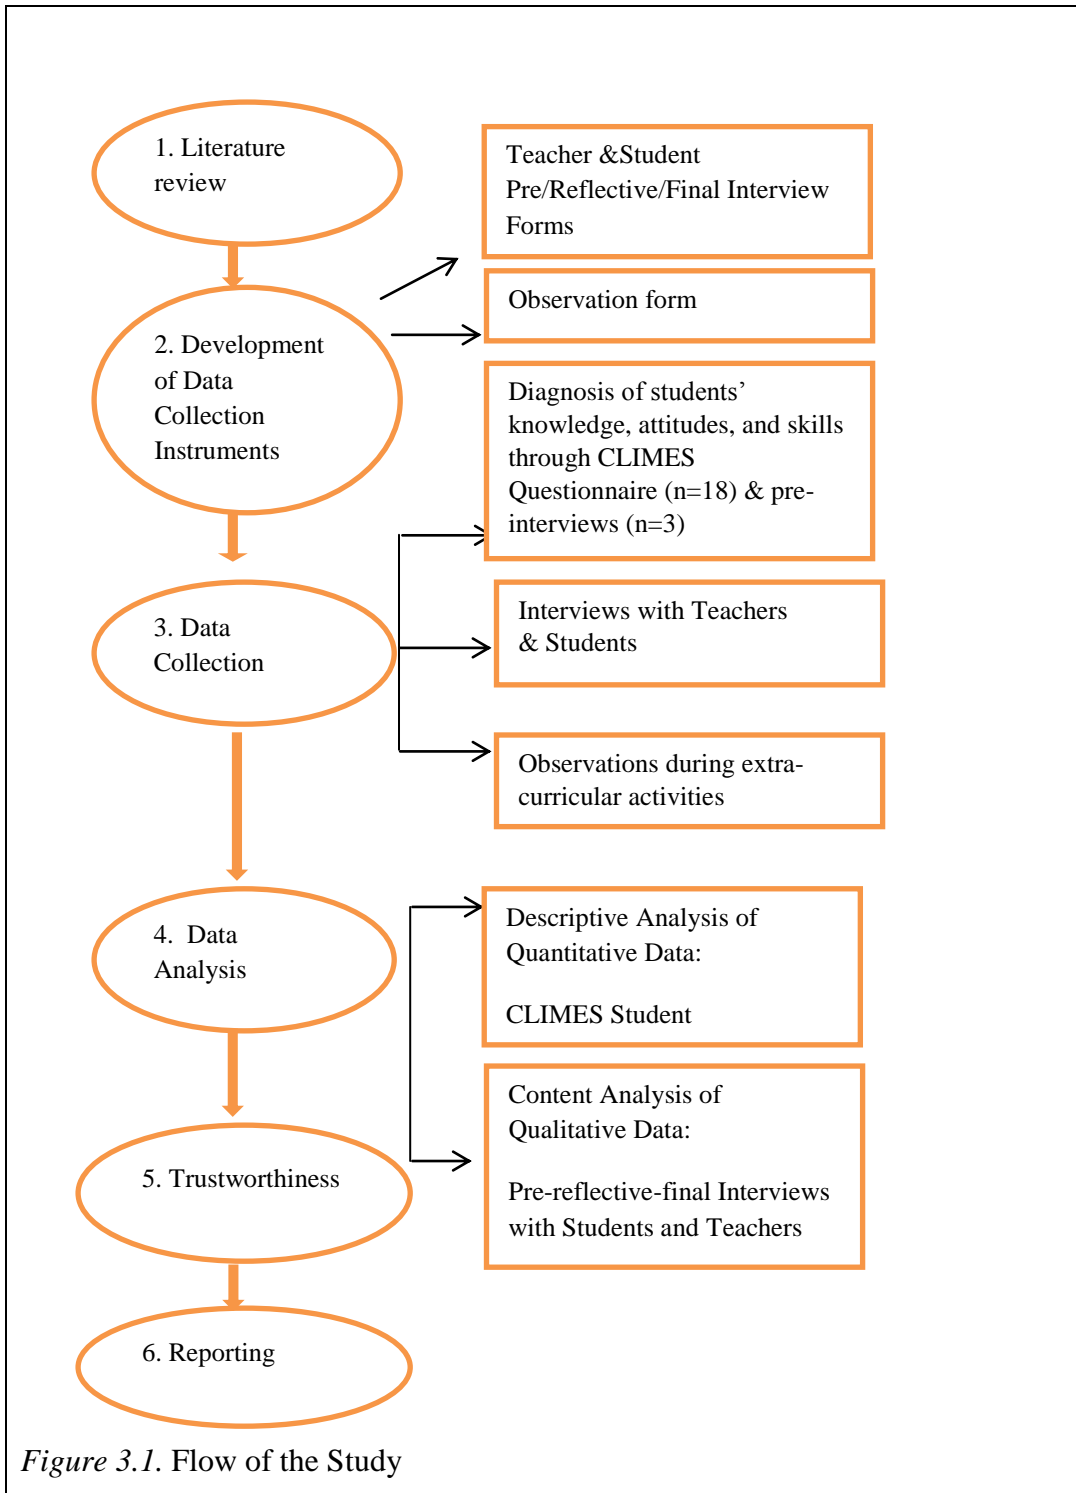 1. Literature
review
Teacher &Student
Pre/Reflective/Final Interview
Forms
Observation form
2. Development
of Data
Collection
Instruments
Diagnosis of students’
knowledge, attitudes, and skills
through CLIMES
Questionnaire (n=18) & pre-
interviews (n=3)
3. Data
Collection
Interviews with Teachers
& Students
Observations during extra-
curricular activities
4. Data
Analysis
Descriptive Analysis of
Quantitative Data:
CLIMES Student
Content Analysis of
Qualitative Data:
Pre-reflective-final Interviews
with Students and Teachers
5. Trustworthiness
6. Reporting
Figure 3.1. Flow of the Study